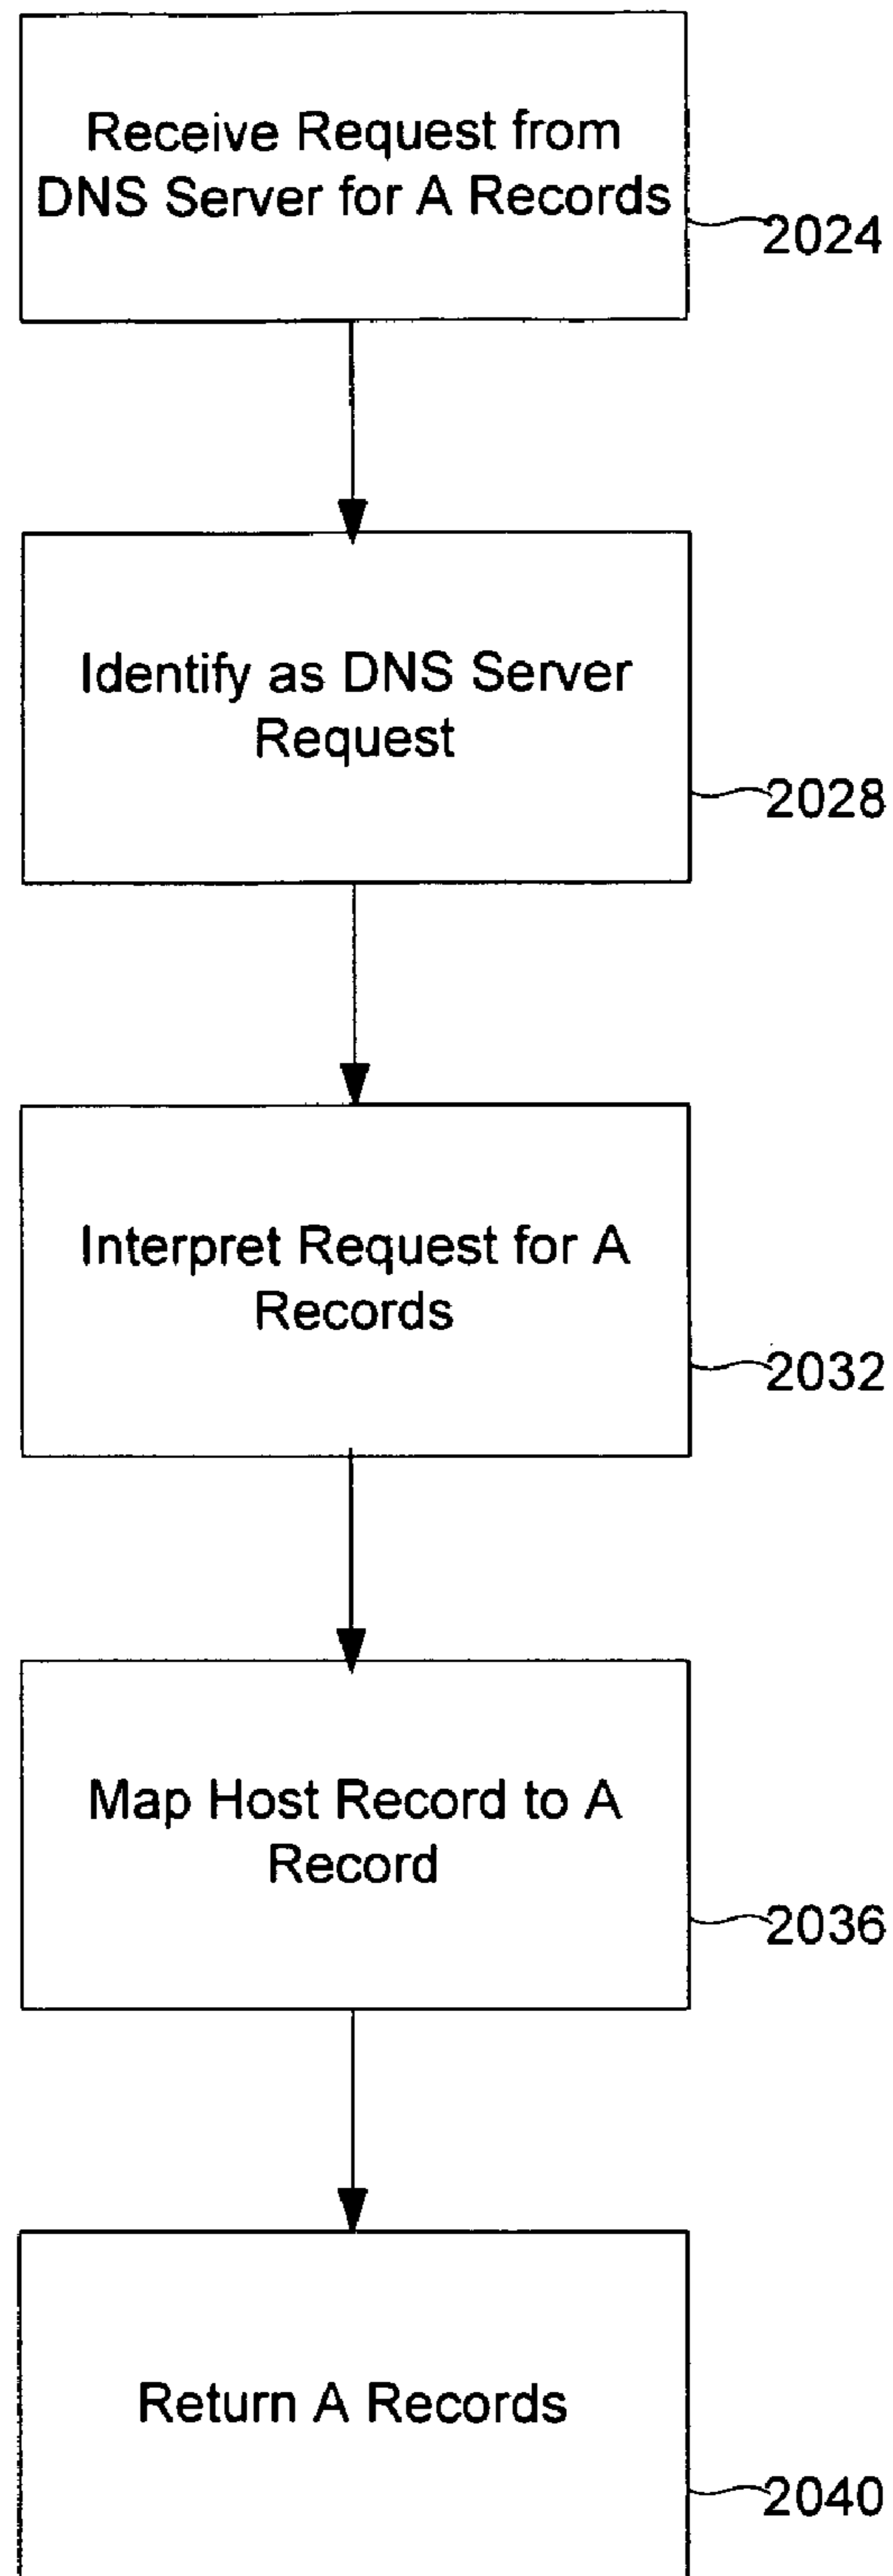 Receive Request from
DNS Server for A Records
2024
Identify as DNS Server
Request
2028
Interpret Request for A
Records
2032
Map Host Record to A
Record
2036
Return A Records
2040